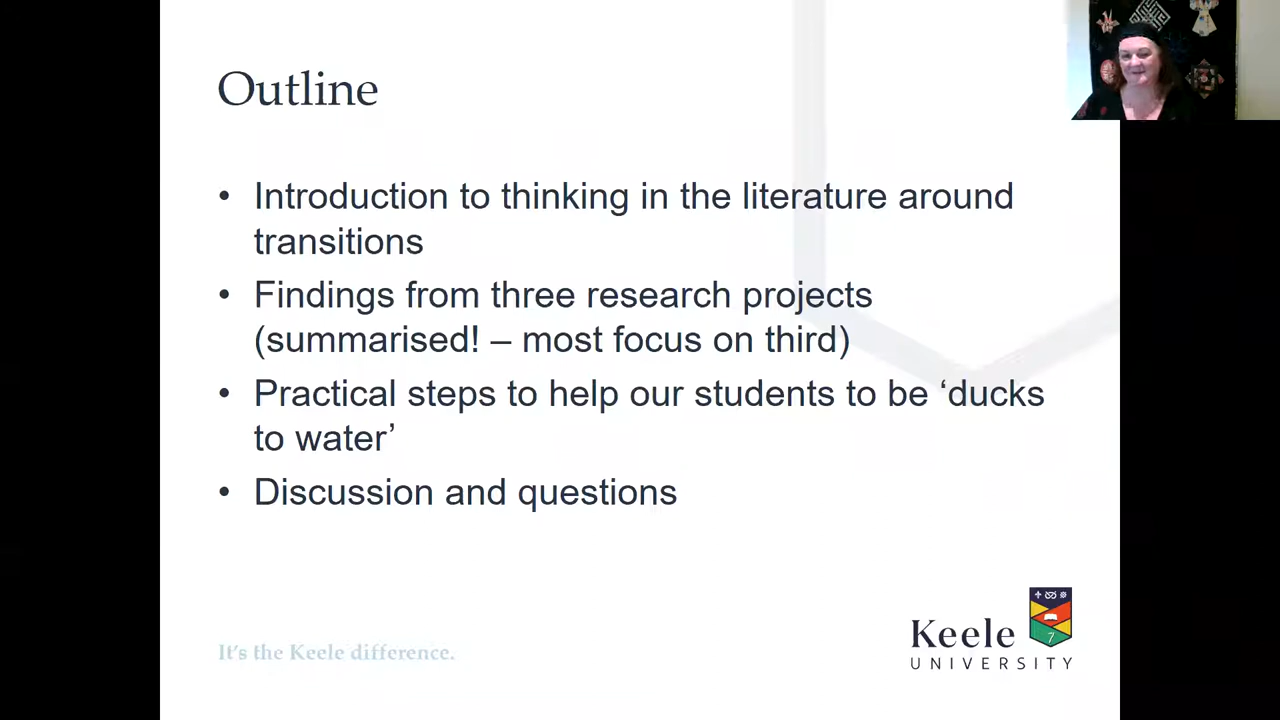 Outline
• Introduction to thinking in the literature around
transitions
• Findings from three research projects
(summarised! – most focus on third)
• Practical steps to help our students to be ‘ducks
to water’
• Discussion and questions
It's the Keele difference.
Keele
UNIVERSITY